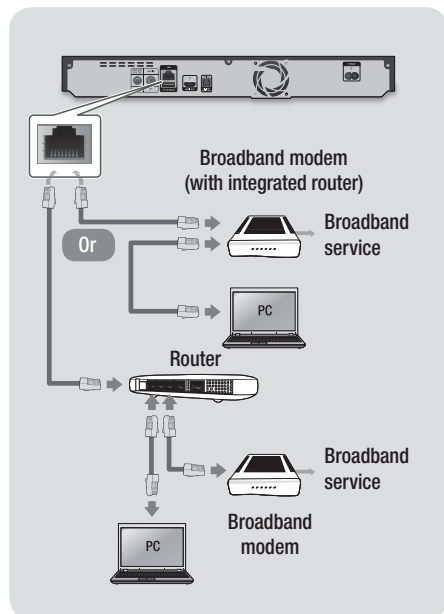 Broadband modem
(with integrated router)
Or
Broadband
service
PC
Router
Broadband
service
Broadband
modem
PC